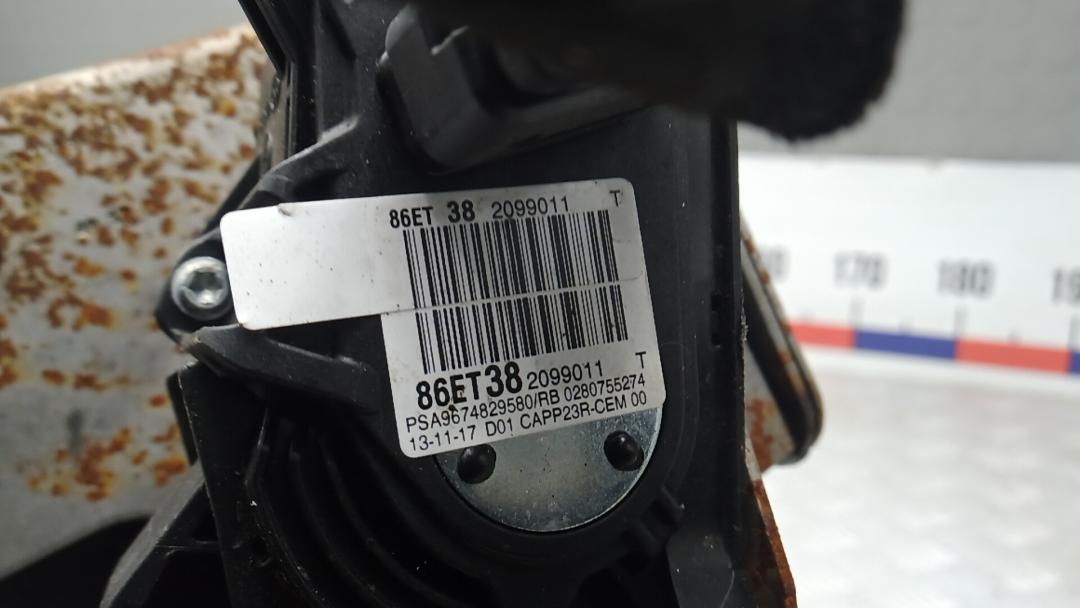 86ET 38 2099011 T
86ET38 2099011 T
PSA9674829580/RB 0280755274
13-11-17 D01 CAPP23R-CEM 00
170 180